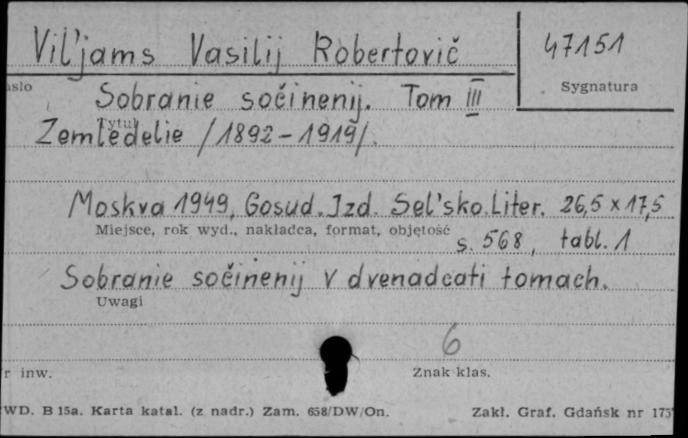 Vil'jams Vasilij Robertovič 47151
asło Sygnatura
Sobranie sočinenij. Tom III
Tytuł
Zemledelie /1892-1919/.
Moskva 1949, Gosud. Izd. Sel'sko.Liter. 26,5 × 17,5
Miejsce, rok wyd., nakładca, format, objętość
s. 568, tabl. 1
Sobranie sočinenij v dvenadcati tomach.
Uwagi
6
r inw. Znak klas.
WD. B 15a. Karta katal. (z nadr.) Zam. 658/DW/On. Zakł. Graf. Gdańsk nr 175